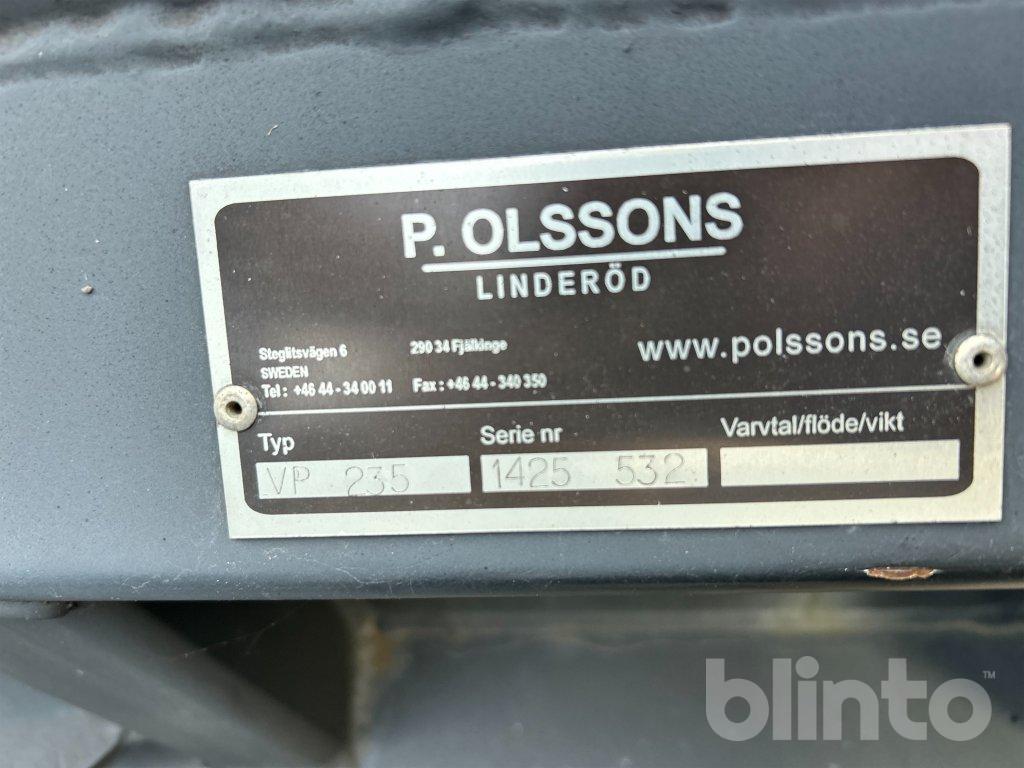 P. OLSSONS
LINDERÖD
Steglitsvägen 6 290 34 Fjälkinge
SWEDEN
Tel : +46 44 - 34 00 11 Fax : +46 44 - 340 350
www.polssons.se
Typ Serie nr Varvtal/flöde/vikt
VP 235 1425 532
blinto™